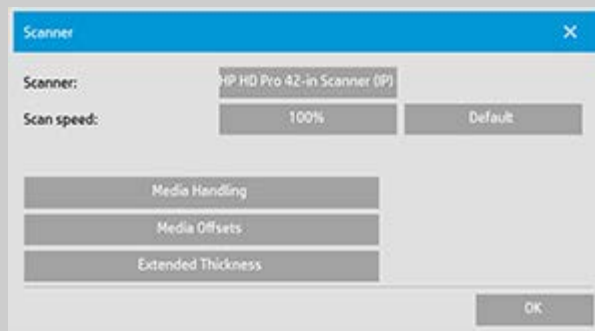 Scanner
Scanner: HP HD Pro 42-in Scanner (IP)
Scan speed: 100% Default
Media Handling
Media Offsets
Extended Thickness
OK